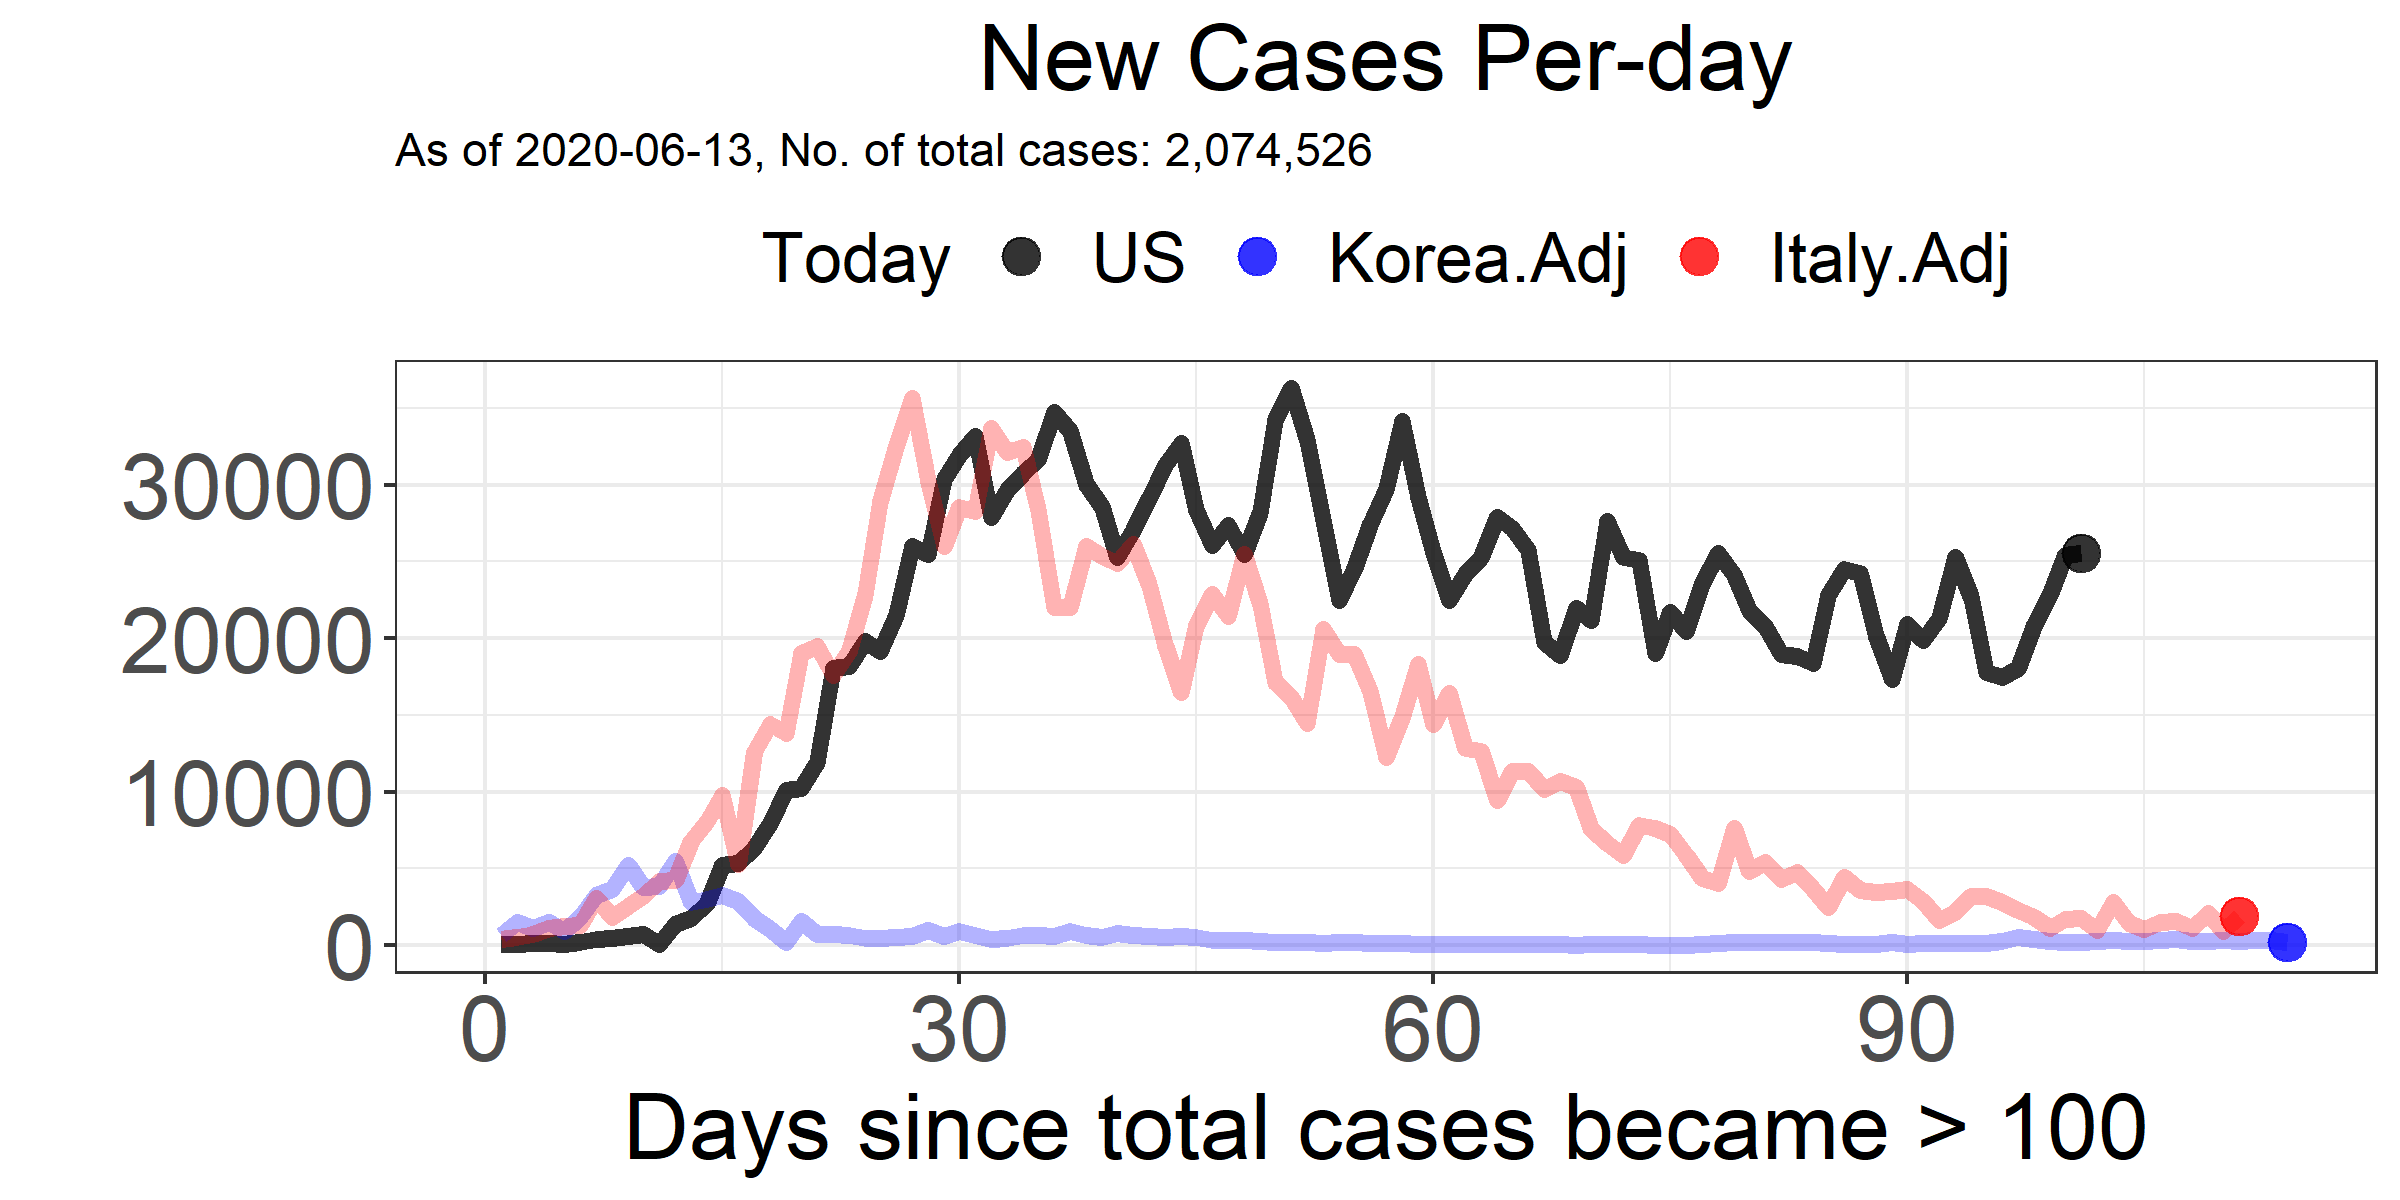 New Cases Per-day
As of 2020-06-13, No. of total cases: 2,074,526
Today US Korea.Adj Italy.Adj
30000
20000
10000
0
0 30 60 90
Days since total cases became > 100